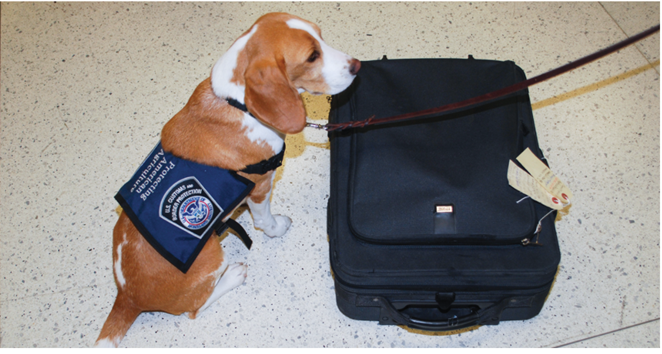 Protecting
American
Agriculture
U.S. CUSTOMS AND
BORDER PROTECTION